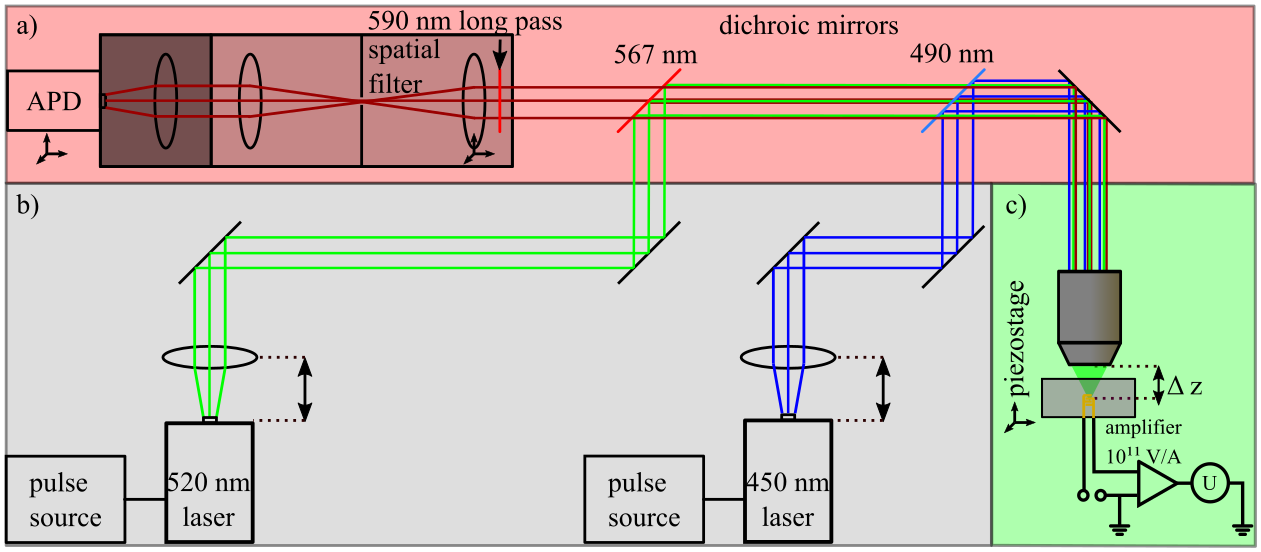 a)
590 nm long pass
spatial
filter
APD
dichroic mirrors
567 nm
490 nm
b)
520 nm
laser
pulse
source
450 nm
laser
pulse
source
c)
piezostage
Δ z
amplifier
10¹¹ V/A
U